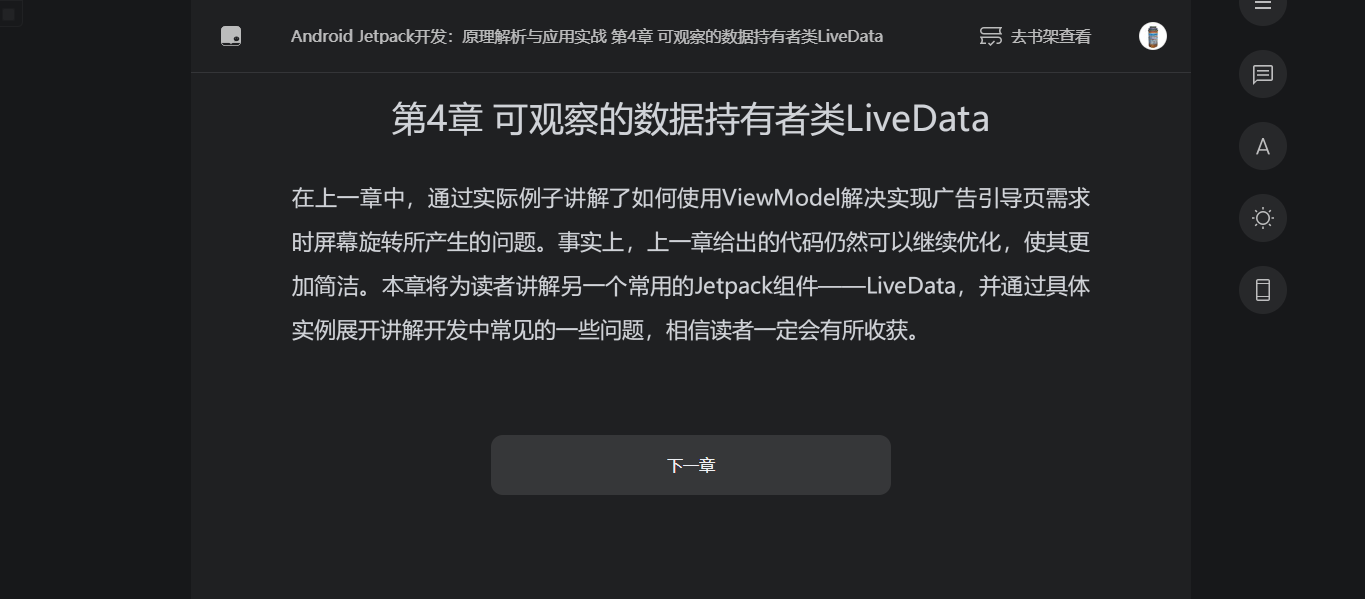 Android Jetpack开发：原理解析与应用实战 第4章 可观察的数据持有者类LiveData
去书架查看
第4章 可观察的数据持有者类LiveData
在上一章中，通过实际例子讲解了如何使用ViewModel解决实现广告引导页需求
时屏幕旋转所产生的问题。事实上，上一章给出的代码仍然可以继续优化，使其更
加简洁。本章将为读者讲解另一个常用的Jetpack组件——LiveData，并通过具体
实例展开讲解开发中常见的一些问题，相信读者一定会有所收获。
下一章
A